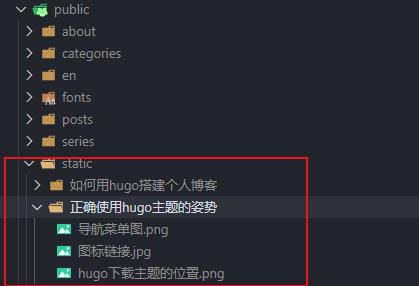 public
about
categories
en
fonts
Aa
posts
series
static
如何用hugo搭建个人博客
正确使用hugo主题的姿势
导航菜单图.png
图标链接.jpg
hugo下载主题的位置.png